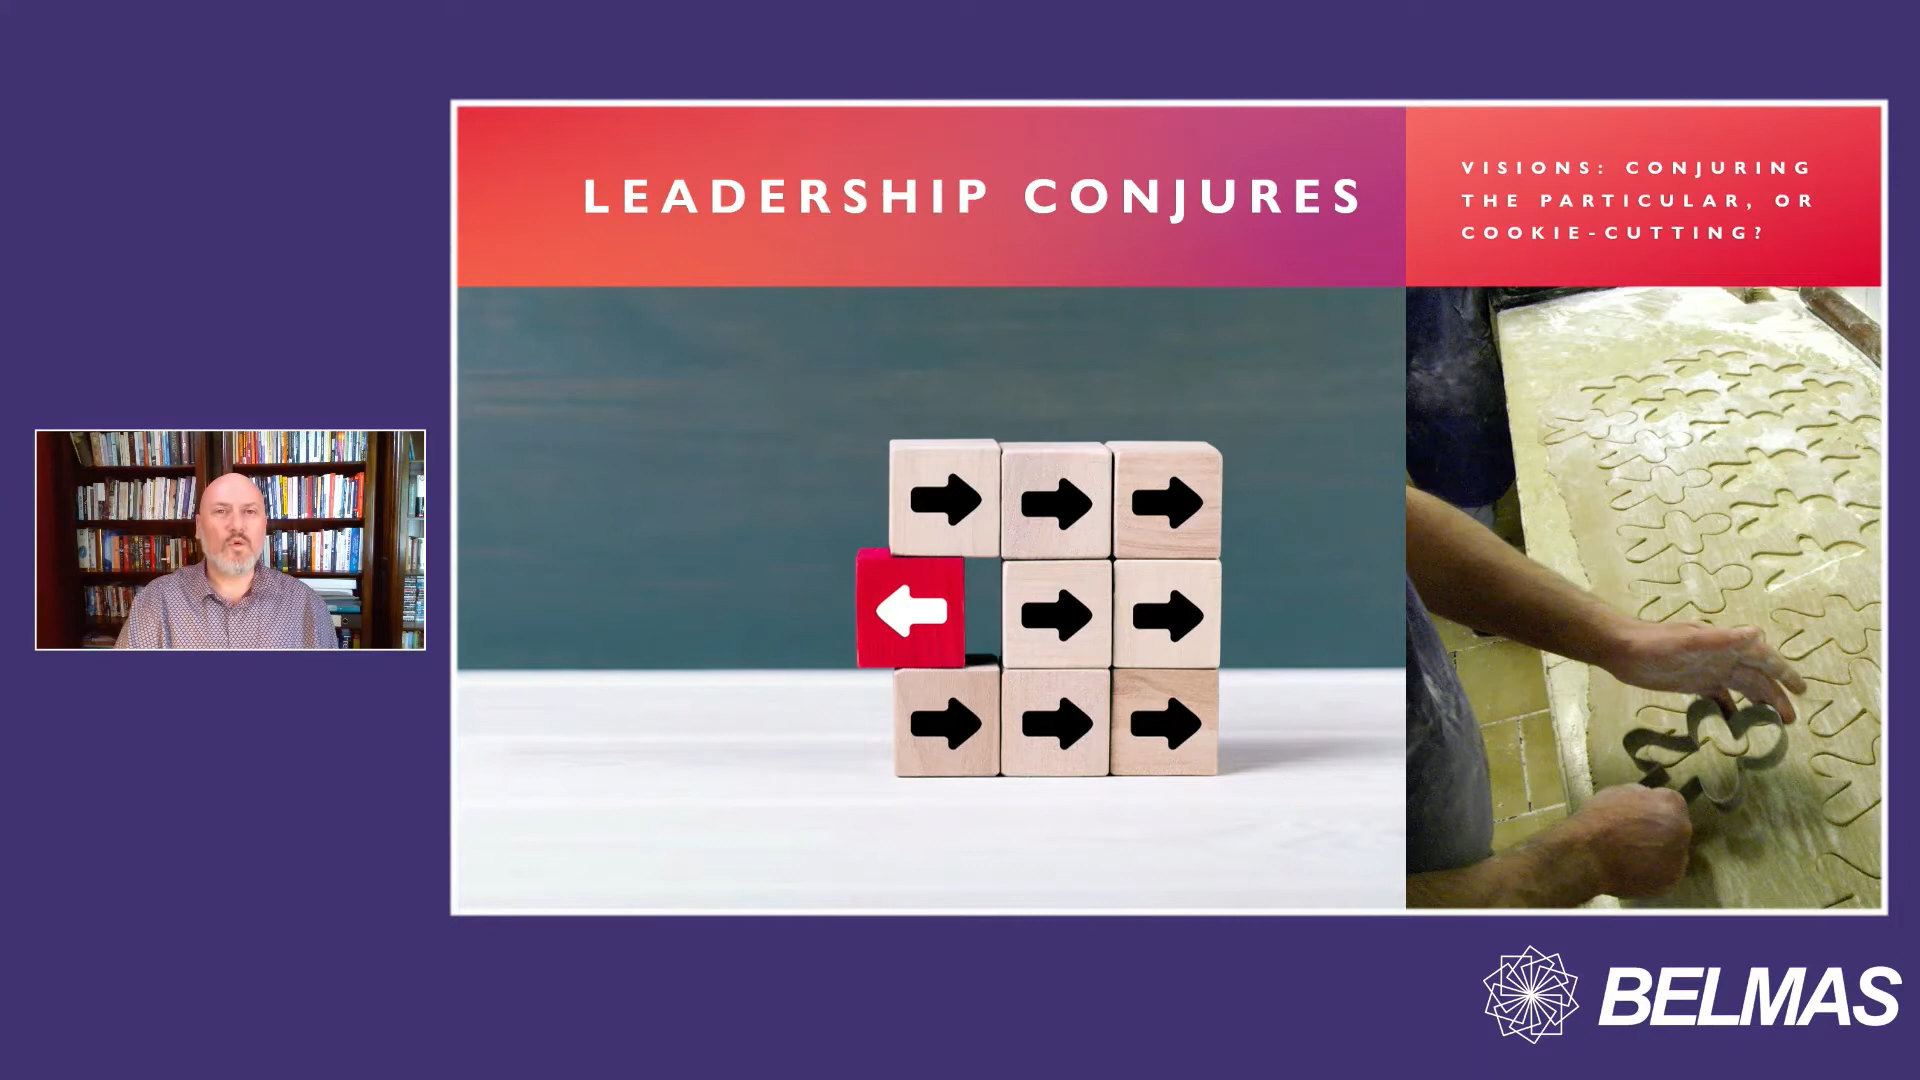 LEADERSHIP CONJURES
VISIONS: CONJURING
THE PARTICULAR, OR
COOKIE-CUTTING?
BELMAS